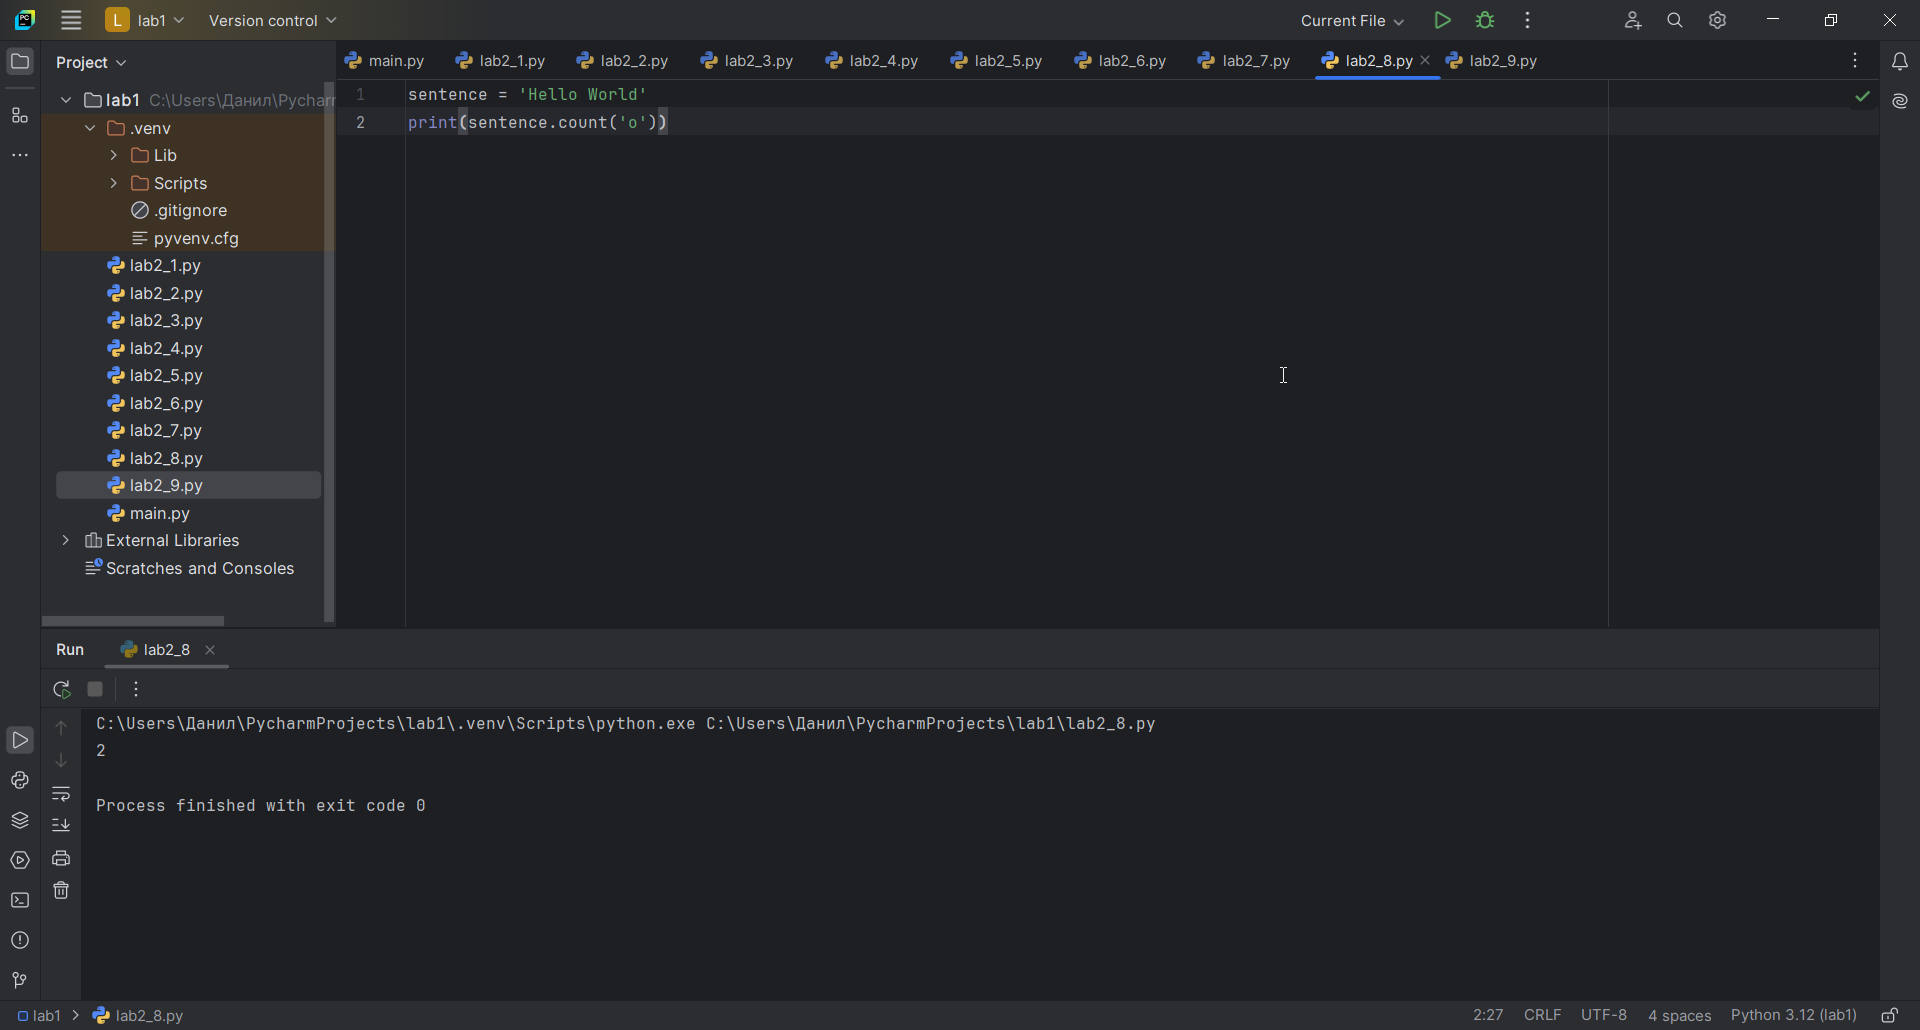 L lab1 Version control Current File
Project
main.py lab2_1.py lab2_2.py lab2_3.py lab2_4.py lab2_5.py lab2_6.py lab2_7.py lab2_8.py lab2_9.py
lab1 C:\Users\Данил\Pychar
.venv
Lib
Scripts
.gitignore
pyvenv.cfg
lab2_1.py
lab2_2.py
lab2_3.py
lab2_4.py
lab2_5.py
lab2_6.py
lab2_7.py
lab2_8.py
lab2_9.py
main.py
External Libraries
Scratches and Consoles
1 sentence = 'Hello World'
2 print(sentence.count('o'))
Run lab2_8
C:\Users\Данил\PycharmProjects\lab1\.venv\Scripts\python.exe C:\Users\Данил\PycharmProjects\lab1\lab2_8.py
2
Process finished with exit code 0
lab1 lab2_8.py 2:27 CRLF UTF-8 4 spaces Python 3.12 (lab1)